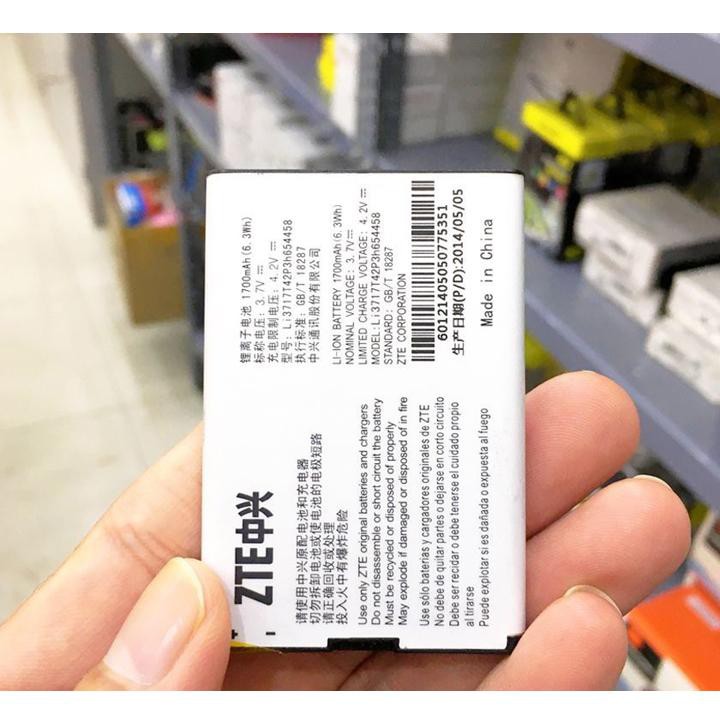 ZTE中兴
请使用中兴原配电池和充电器
切勿拆卸电池或使电池的电极短路
请正确回收或处理
投入火中有爆炸危险
Use only ZTE original batteries and chargers
Do not disassemble or short circuit the battery
Must be recycled or disposed of properly
May explode if damaged or disposed of in fire
Use sólo baterías y cargadores originales de ZTE
No debe de quitar partes o dejarse en corto circuito
Debe ser recidar o debe tenerse el cuidado propio
al tirarse
Puede explotar si es dañada o expuesta al fuego
+
-
锂离子电池 1700mAh(6.3Wh)
标称电压: 3.7V⎓
充电限制电压: 4.2V⎓
型号: Li3717T42P3h654458
执行标准: GB/T 18287
中兴通讯股份有限公司
LI-ION BATTERY 1700mAh(6.3Wh)
NOMINAL VOLTAGE: 3.7V⎓
LIMITED CHARGE VOLTAGE: 4.2V⎓
MODEL: Li3717T42P3h654458
STANDARD: GB/T 18287
ZTE CORPORATION
60121405050775351
生产日期(P/D): 2014/05/05
Made in China